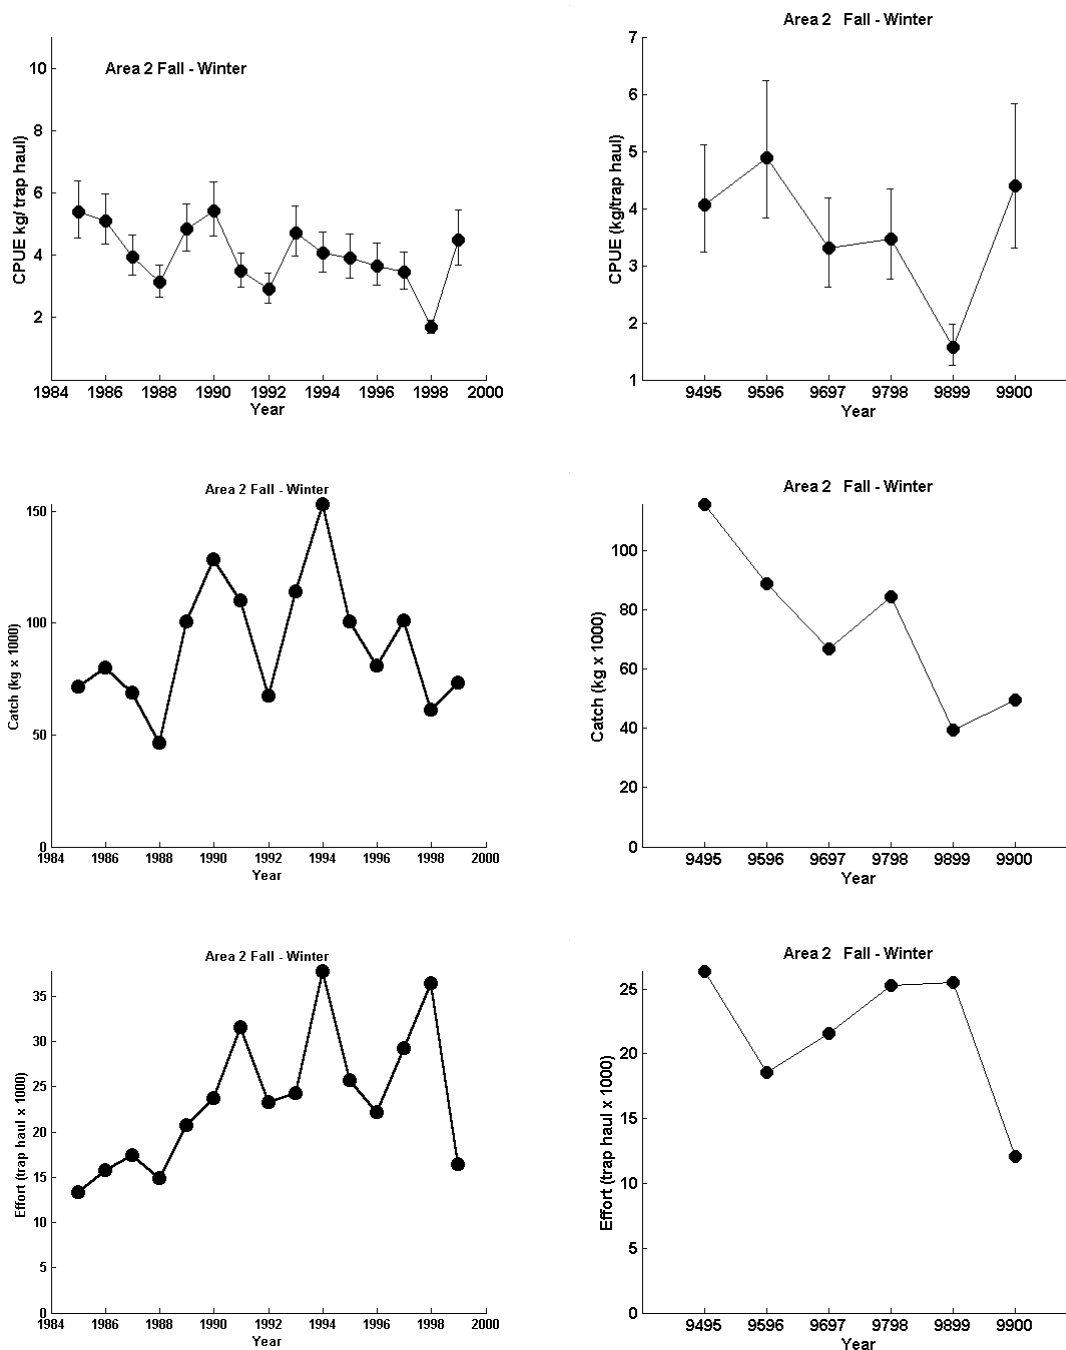 Area 2 Fall - Winter
CPUE kg/ trap haul)
10
8
6
4
2
1984 1986 1988 1990 1992 1994 1996 1998 2000
Year
Area 2 Fall - Winter
CPUE (kg/trap haul)
7
6
5
4
3
2
1
9495 9596 9697 9798 9899 9900
Year
Area 2 Fall - Winter
Catch (kg x 1000)
150
100
50
0
1984 1986 1988 1990 1992 1994 1996 1998 2000
Year
Area 2 Fall - Winter
Catch (kg x 1000)
100
80
60
40
20
0
9495 9596 9697 9798 9899 9900
Year
Area 2 Fall - Winter
Effort (trap haul x 1000)
35
30
25
20
15
10
5
0
1984 1986 1988 1990 1992 1994 1996 1998 2000
Year
Area 2 Fall - Winter
Effort (trap haul x 1000)
25
20
15
10
5
0
9495 9596 9697 9798 9899 9900
Year